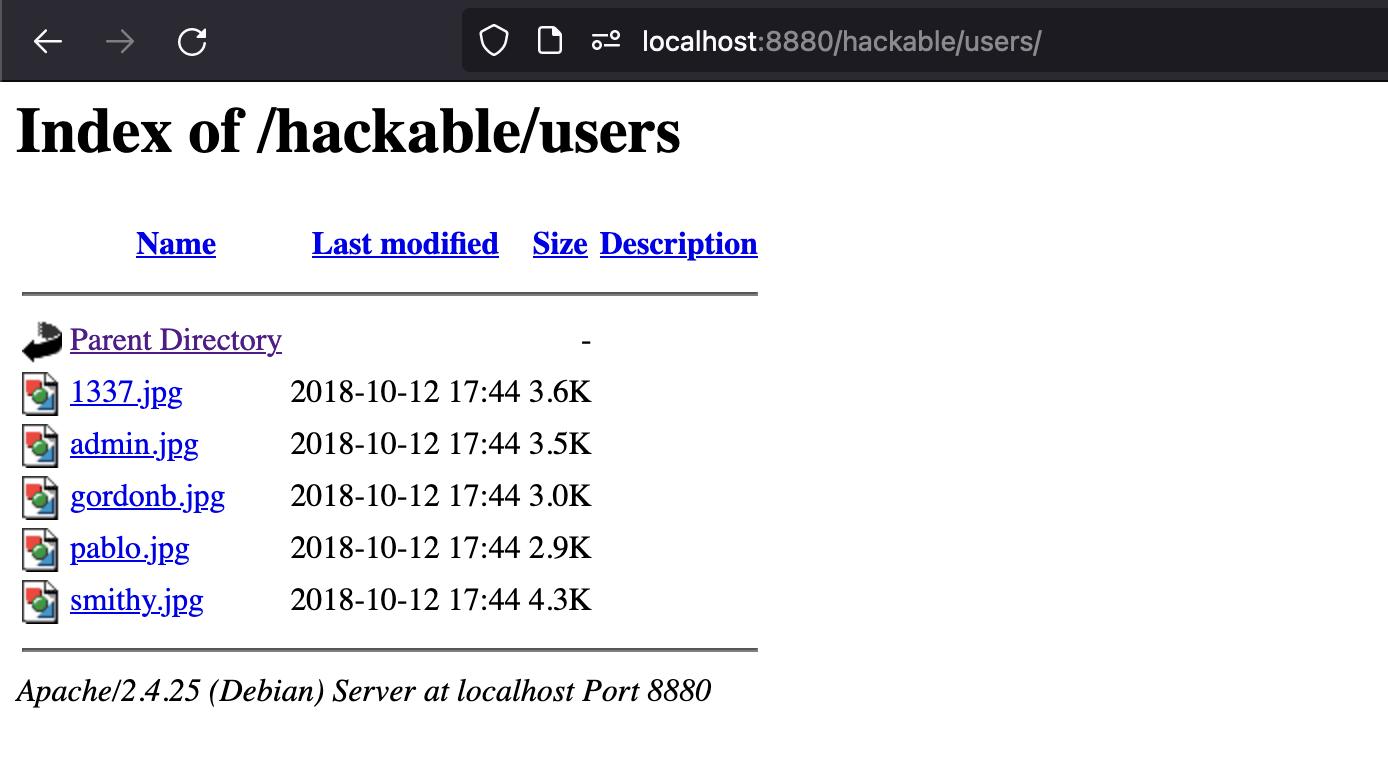 localhost:8880/hackable/users/
Index of /hackable/users
Name Last modified Size Description
Parent Directory -
1337.jpg 2018-10-12 17:44 3.6K
admin.jpg 2018-10-12 17:44 3.5K
gordonb.jpg 2018-10-12 17:44 3.0K
pablo.jpg 2018-10-12 17:44 2.9K
smithy.jpg 2018-10-12 17:44 4.3K
Apache/2.4.25 (Debian) Server at localhost Port 8880